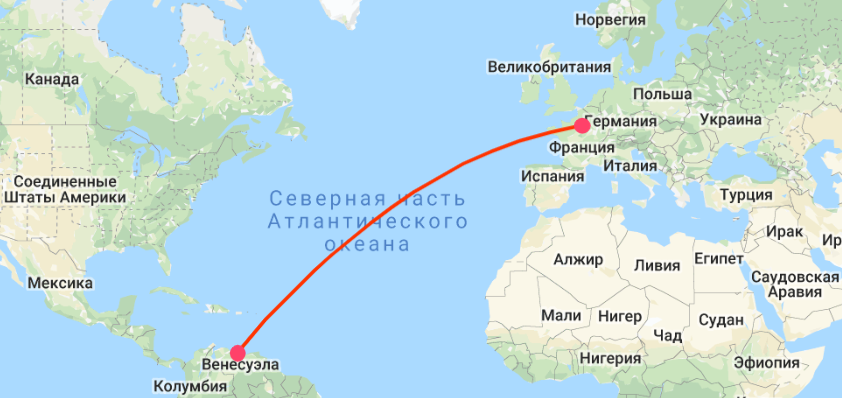 Норвегия
Канада
Великобритания
Польша
Германия
Украина
Франция
Италия
Испания
Соединенные
Штаты Америки
Турция
Северная часть
Атлантического
океана
Ирак
Ир
Алжир
Ливия
Египет
Саудовская
Аравия
Мексика
Мали
Нигер
Судан
Чад
Нигерия
Эфиопия
Венесуэла
Колумбия